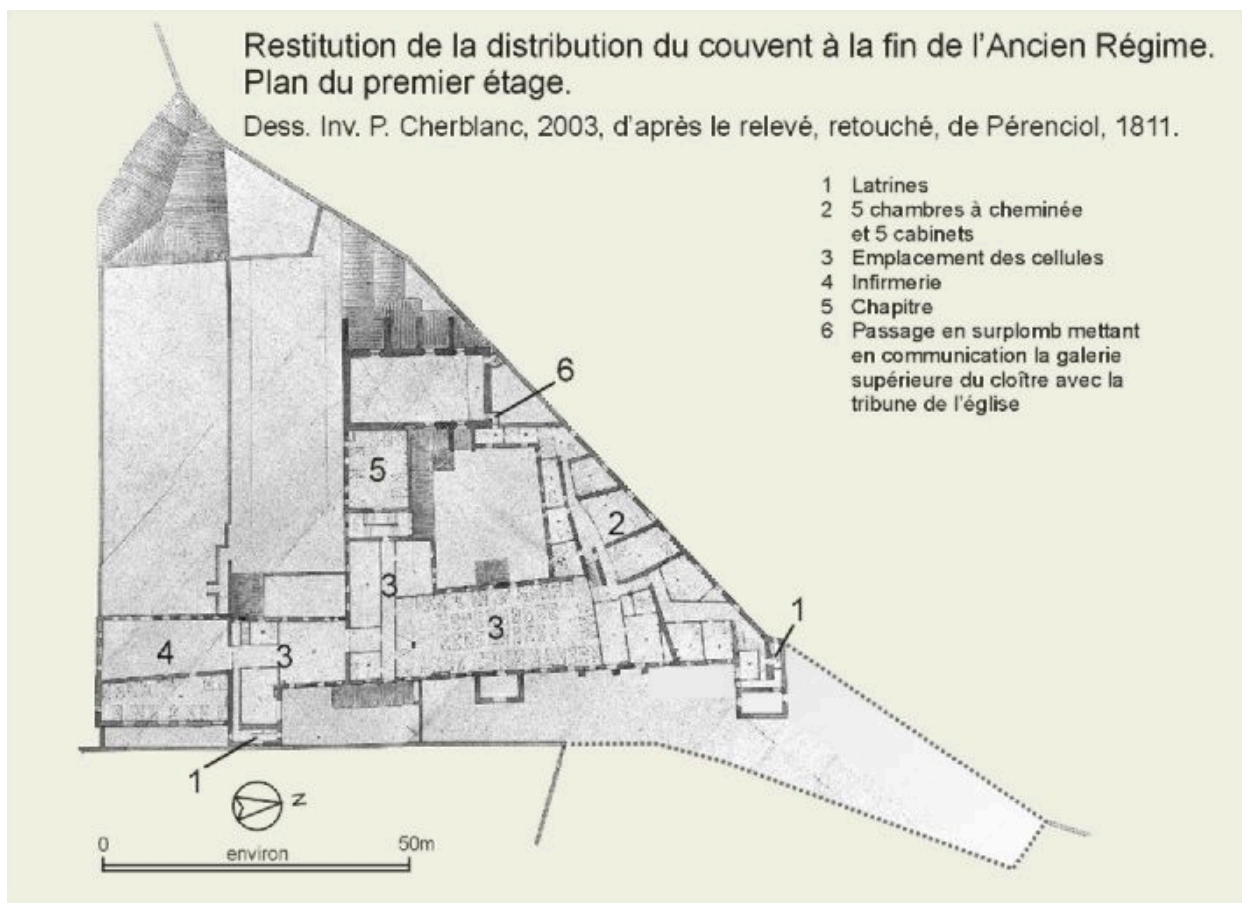 Restitution de la distribution du couvent à la fin de l'Ancien Régime.
Plan du premier étage.
Dess. Inv. P. Cherblanc, 2003, d'après le relevé, retouché, de Pérenciol, 1811.
1 Latrines
2 5 chambres à cheminée
et 5 cabinets
3 Emplacement des cellules
4 Infirmerie
5 Chapitre
6 Passage en surplomb mettant
en communication la galerie
supérieure du cloître avec la
tribune de l'église
6
5
2
3
3
1
4
3
1
N
0 50m
environ